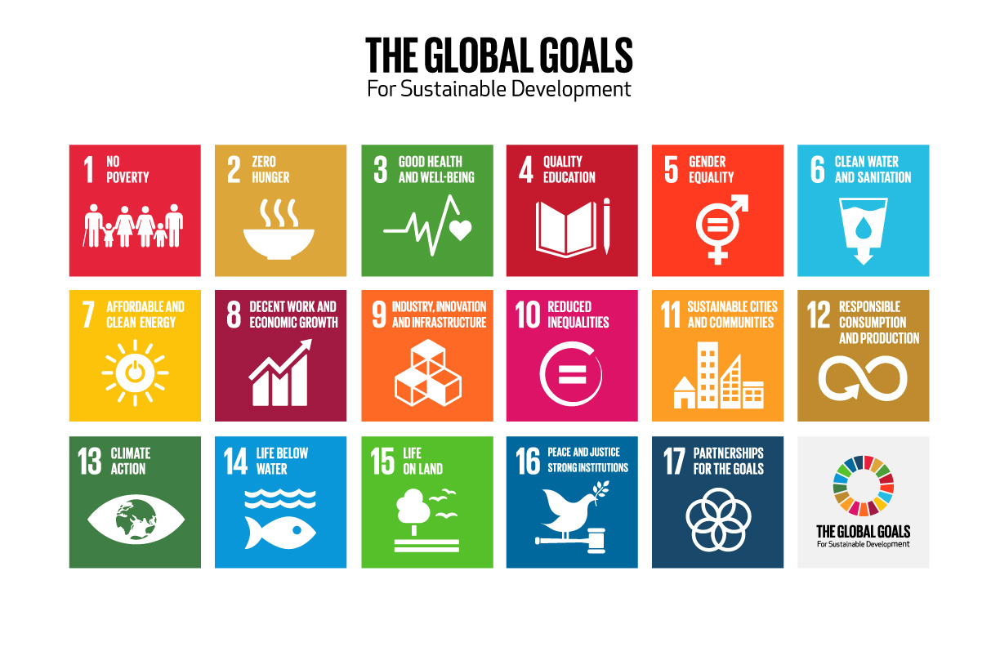 THE GLOBAL GOALS
For Sustainable Development
1 NO
POVERTY
2 ZERO
HUNGER
3 GOOD HEALTH
AND WELL-BEING
4 QUALITY
EDUCATION
5 GENDER
EQUALITY
6 CLEAN WATER
AND SANITATION
7 AFFORDABLE AND
CLEAN ENERGY
8 DECENT WORK AND
ECONOMIC GROWTH
9 INDUSTRY, INNOVATION
AND INFRASTRUCTURE
10 REDUCED
INEQUALITIES
11 SUSTAINABLE CITIES
AND COMMUNITIES
12 RESPONSIBLE
CONSUMPTION
AND PRODUCTION
13 CLIMATE
ACTION
14 LIFE BELOW
WATER
15 LIFE
ON LAND
16 PEACE AND JUSTICE
STRONG INSTITUTIONS
17 PARTNERSHIPS
FOR THE GOALS
THE GLOBAL GOALS
For Sustainable Development